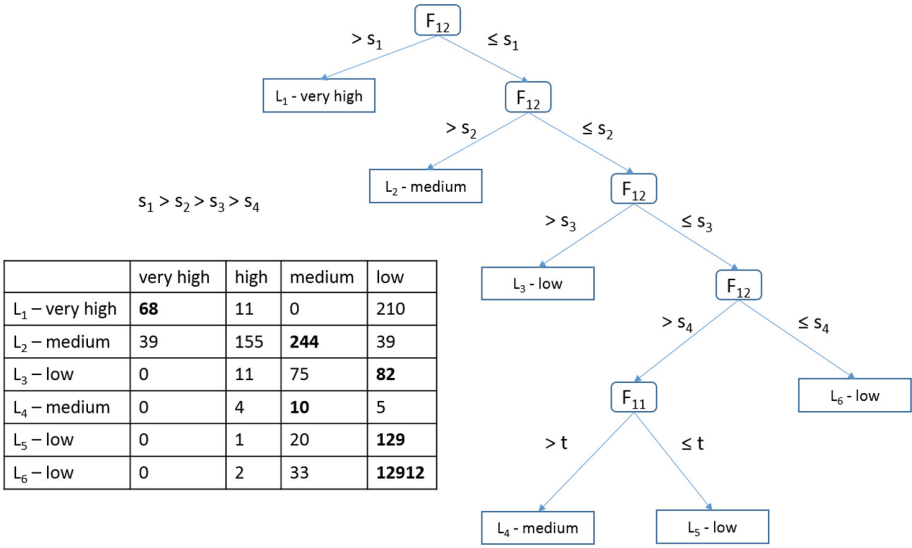 F12
> s1
≤ s1
L1 - very high
F12
> s2
≤ s2
L2 - medium
F12
s1 > s2 > s3 > s4
> s3
≤ s3
L3 - low
F12
> s4
≤ s4
F11
L6 - low
> t
≤ t
L4 - medium
L5 - low
very high high medium low
L1 – very high 68 11 0 210
L2 – medium 39 155 244 39
L3 – low 0 11 75 82
L4 – medium 0 4 10 5
L5 – low 0 1 20 129
L6 – low 0 2 33 12912